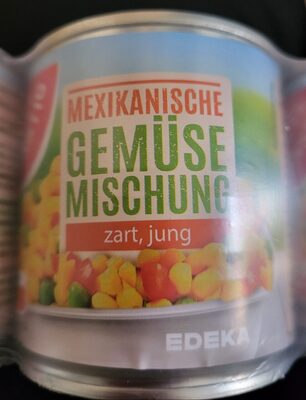 MEXIKANISCHE
GEMÜSE
MISCHUNG
zart, jung
EDEKA